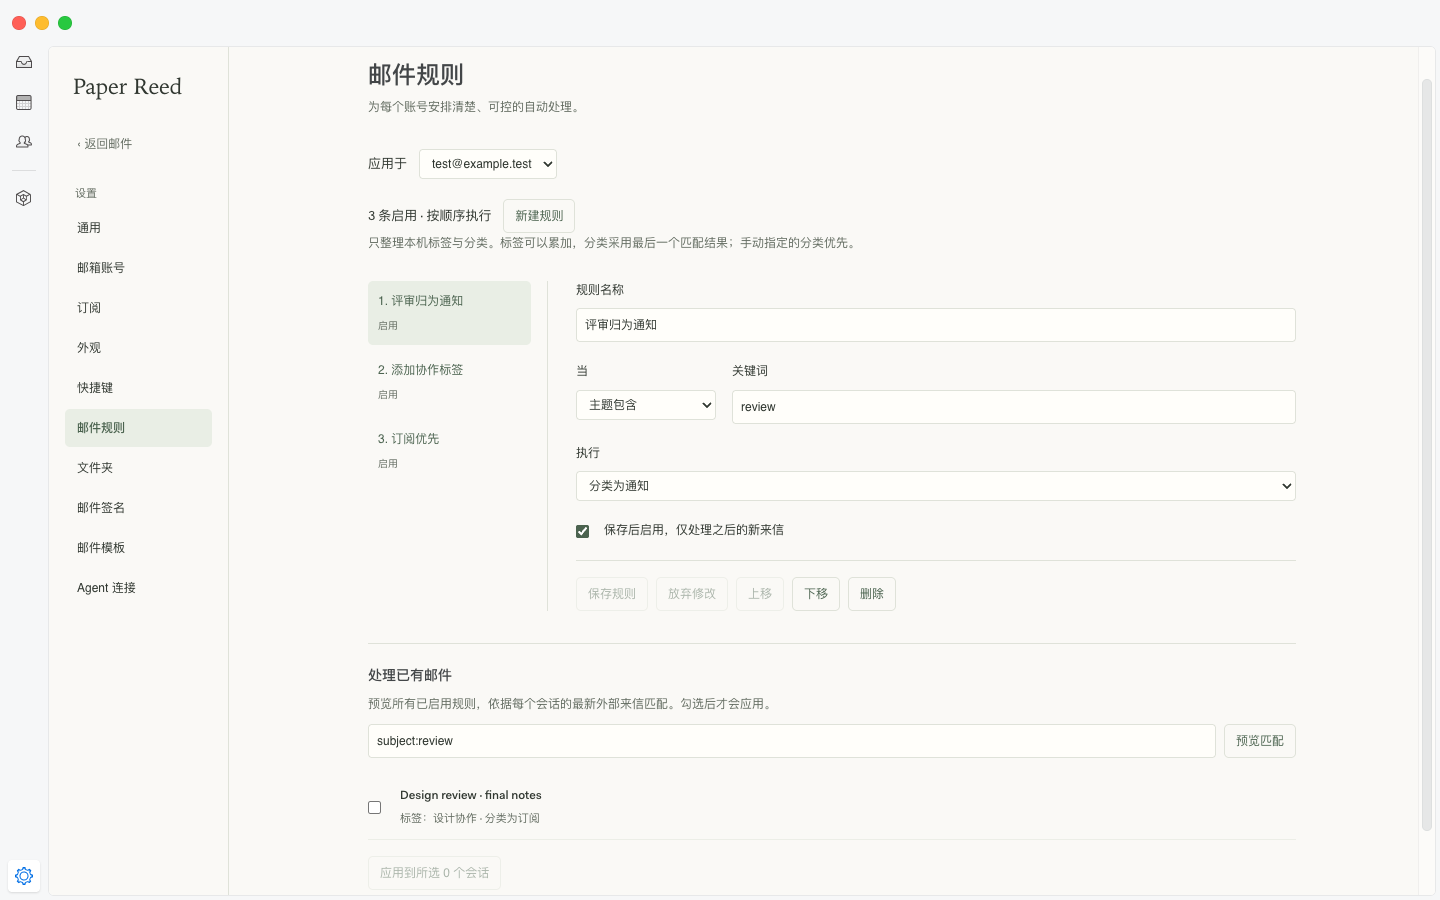 Paper Reed
‹ 返回邮件
设置
通用
邮箱账号
订阅
外观
快捷键
邮件规则
文件夹
邮件签名
邮件模板
Agent 连接
邮件规则
为每个账号安排清楚、可控的自动处理。
应用于 test@example.test
3 条启用 · 按顺序执行 新建规则
只整理本机标签与分类。标签可以累加，分类采用最后一个匹配结果；手动指定的分类优先。
1. 评审归为通知
启用
2. 添加协作标签
启用
3. 订阅优先
启用
规则名称
评审归为通知
当 关键词
主题包含 review
执行
分类为通知
保存后启用，仅处理之后的新来信
保存规则 放弃修改 上移 下移 删除
处理已有邮件
预览所有已启用规则，依据每个会话的最新外部来信匹配。勾选后才会应用。
subject:review 预览匹配
Design review · final notes
标签：设计协作 · 分类为订阅
应用到所选 0 个会话